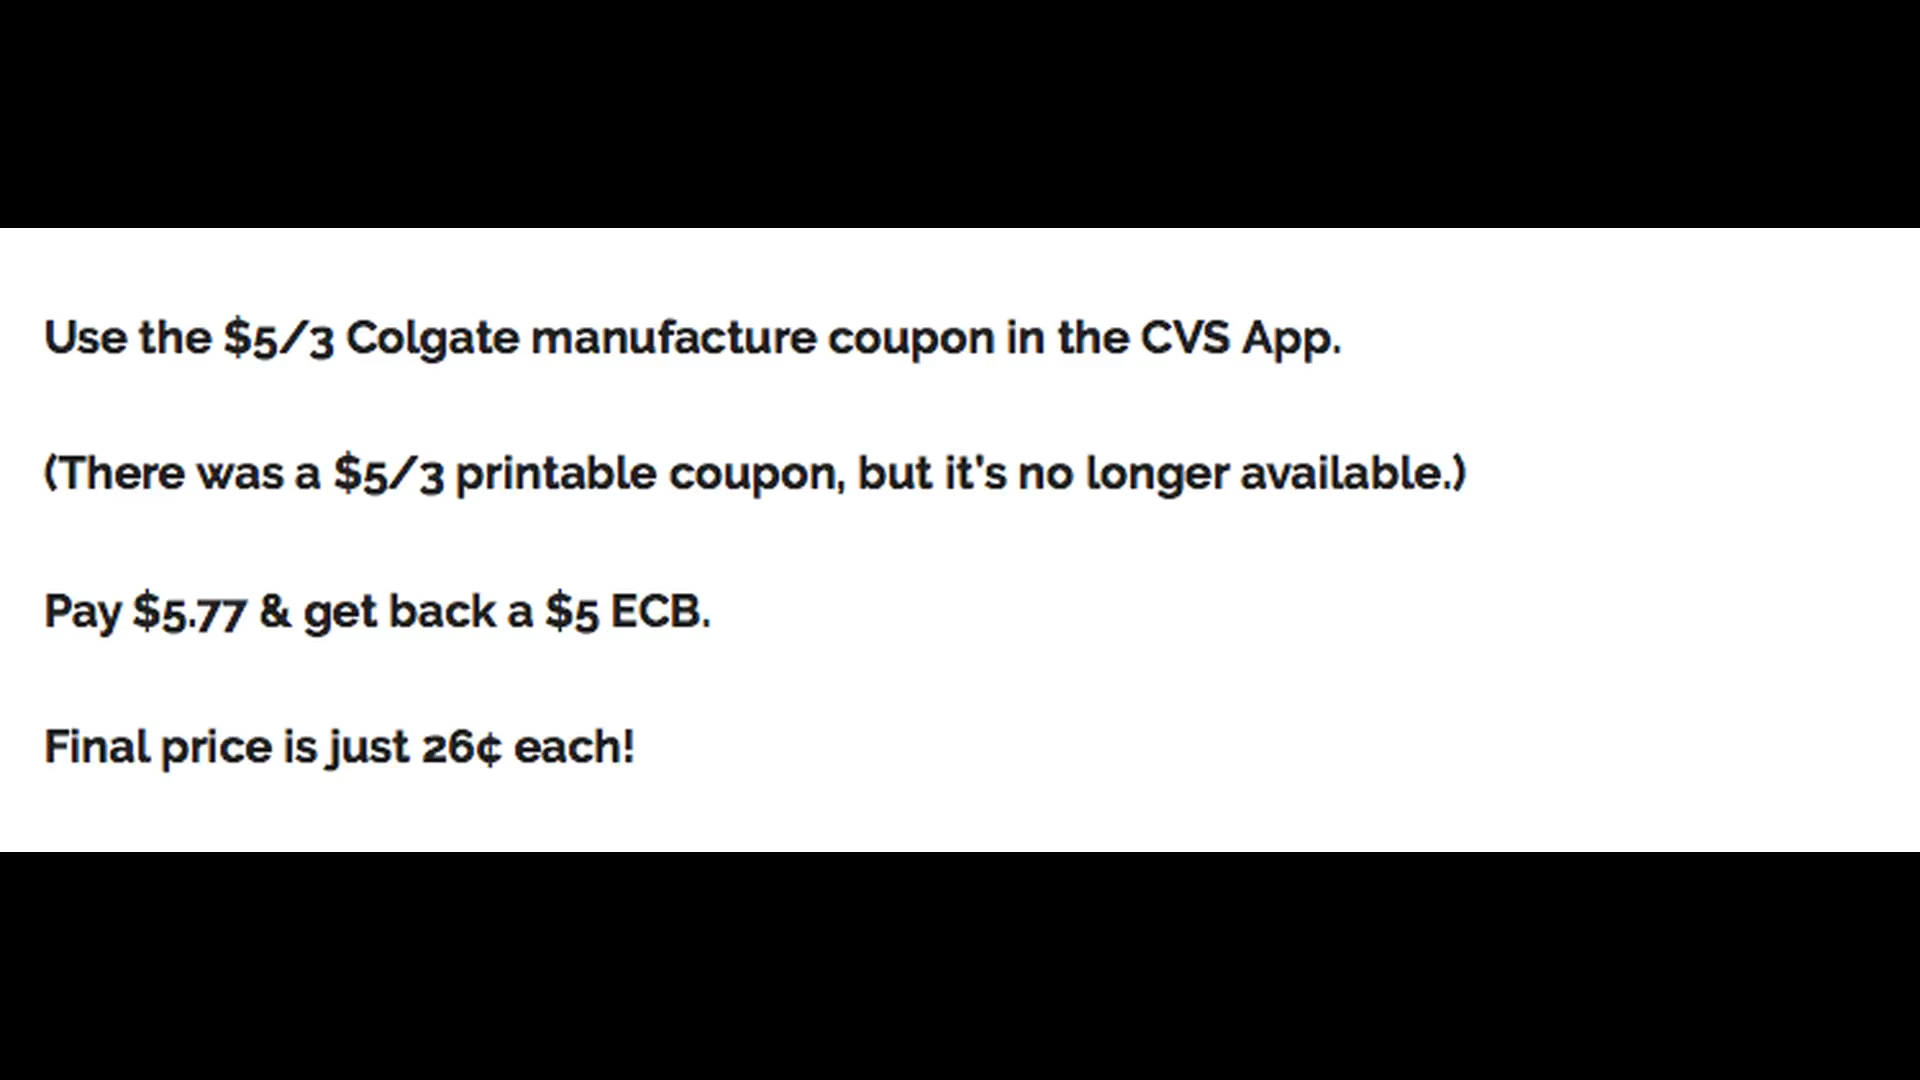 Use the $5/3 Colgate manufacture coupon in the CVS App.
(There was a $5/3 printable coupon, but it's no longer available.)
Pay $5.77 & get back a $5 ECB.
Final price is just 26¢ each!